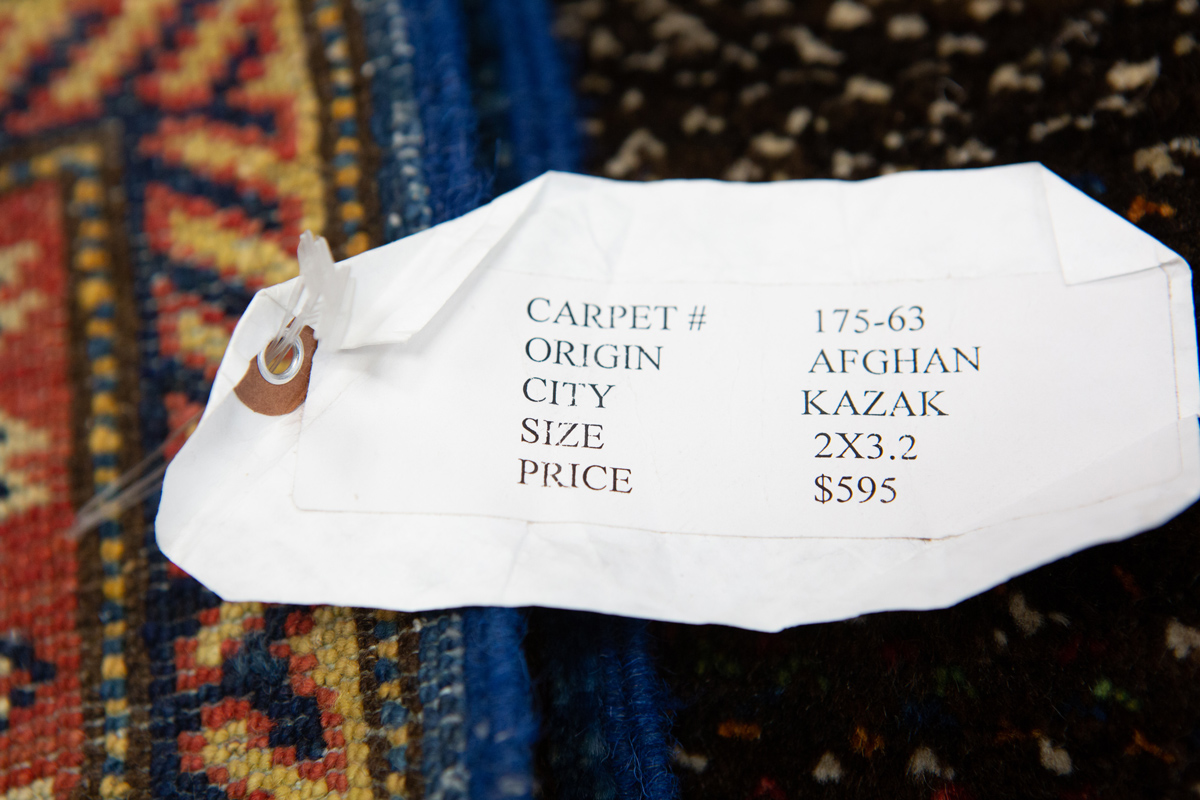 CARPET # 175-63
ORIGIN AFGHAN
CITY KAZAK
SIZE 2X3.2
PRICE $595